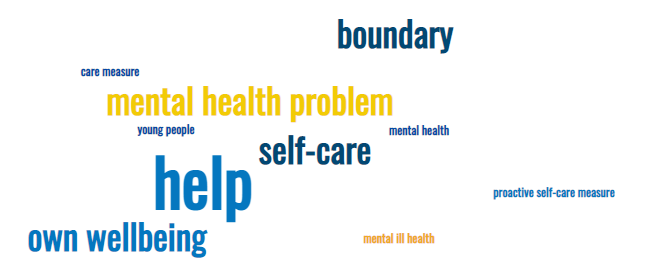 boundary
care measure
mental health problem
young people
mental health
self-care
help
proactive self-care measure
own wellbeing
mental ill health